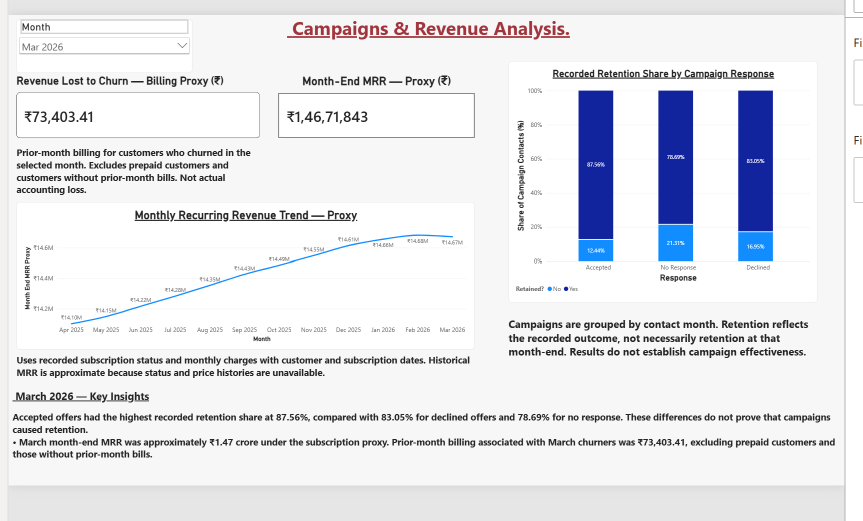 Campaigns & Revenue Analysis.
Month
Mar 2026
Revenue Lost to Churn — Billing Proxy (₹)
₹73,403.41
Prior-month billing for customers who churned in the
selected month. Excludes prepaid customers and
customers without prior-month bills. Not actual
accounting loss.
Month-End MRR — Proxy (₹)
₹1,46,71,843
Monthly Recurring Revenue Trend — Proxy
Month End MRR Proxy
₹14.6M
₹14.4M
₹14.2M
₹14.10M
₹14.15M
₹14.22M
₹14.28M
₹14.35M
₹14.43M
₹14.49M
₹14.55M
₹14.61M
₹14.66M
₹14.68M
₹14.67M
Apr 2025 May 2025 Jun 2025 Jul 2025 Aug 2025 Sep 2025 Oct 2025 Nov 2025 Dec 2025 Jan 2026 Feb 2026 Mar 2026
Month
Uses recorded subscription status and monthly charges with customer and subscription dates. Historical
MRR is approximate because status and price histories are unavailable.
Recorded Retention Share by Campaign Response
Share of Campaign Contacts (%)
100%
80%
60%
40%
20%
0%
87.56%
78.69%
83.05%
12.44%
21.31%
16.95%
Accepted No Response Declined
Response
Retained? No Yes
Campaigns are grouped by contact month. Retention reflects
the recorded outcome, not necessarily retention at that
month-end. Results do not establish campaign effectiveness.
March 2026 — Key Insights
Accepted offers had the highest recorded retention share at 87.56%, compared with 83.05% for declined offers and 78.69% for no response. These differences do not prove that campaigns
caused retention.
• March month-end MRR was approximately ₹1.47 crore under the subscription proxy. Prior-month billing associated with March churners was ₹73,403.41, excluding prepaid customers and
those without prior-month bills.
Fi
Fi